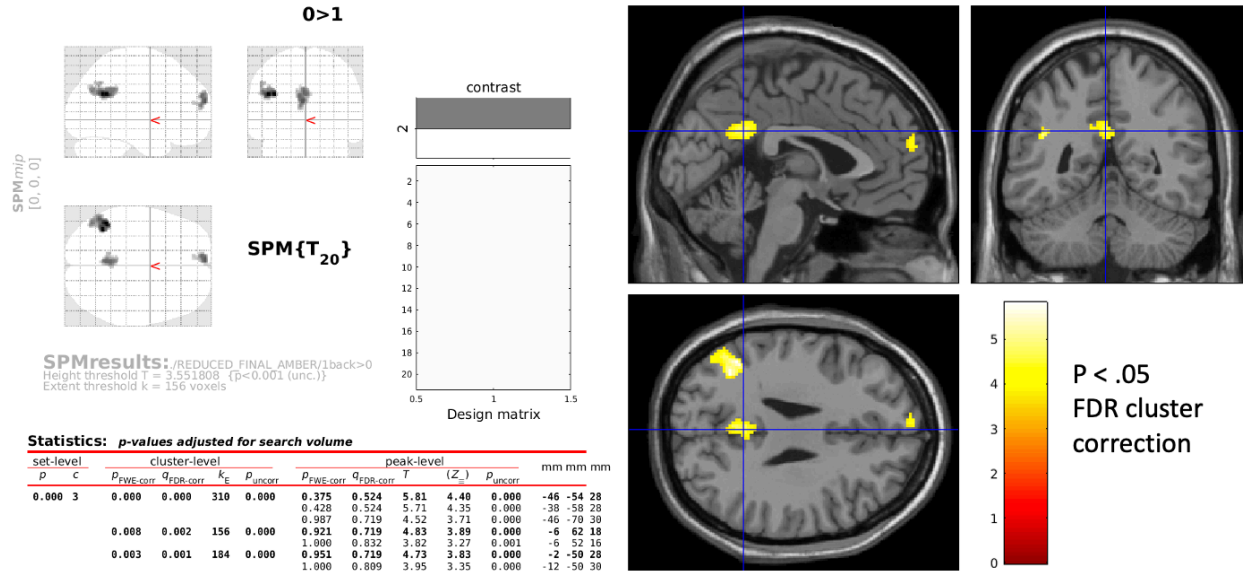 0>1
SPMmip
[0, 0, 0]
<
<
<
SPM{T20}
contrast
2
0
2
4
6
8
10
12
14
16
18
20
0.5 1 1.5
Design matrix
SPMresults: ./REDUCED_FINAL_AMBER/1back>0
Height threshold T = 3.551808 {p<0.001 (unc.)}
Extent threshold k = 156 voxels
Statistics: p-values adjusted for search volume
set-level cluster-level peak-level mm mm mm
p c pFWE-corr qFDR-corr kE puncorr pFWE-corr qFDR-corr T (Z≡) puncorr
0.000 3 0.000 0.000 310 0.000 0.375 0.524 5.81 4.40 0.000 -46 -54 28
0.428 0.524 5.71 4.35 0.000 -38 -58 28
0.987 0.719 4.52 3.71 0.000 -46 -70 30
0.008 0.002 156 0.000 0.921 0.719 4.83 3.89 0.000 -6 62 18
1.000 0.832 3.82 3.27 0.001 -6 52 16
0.003 0.001 184 0.000 0.951 0.719 4.73 3.83 0.000 -2 -50 28
1.000 0.809 3.95 3.35 0.000 -12 -50 30
5
4
3
2
1
0
P < .05
FDR cluster
correction